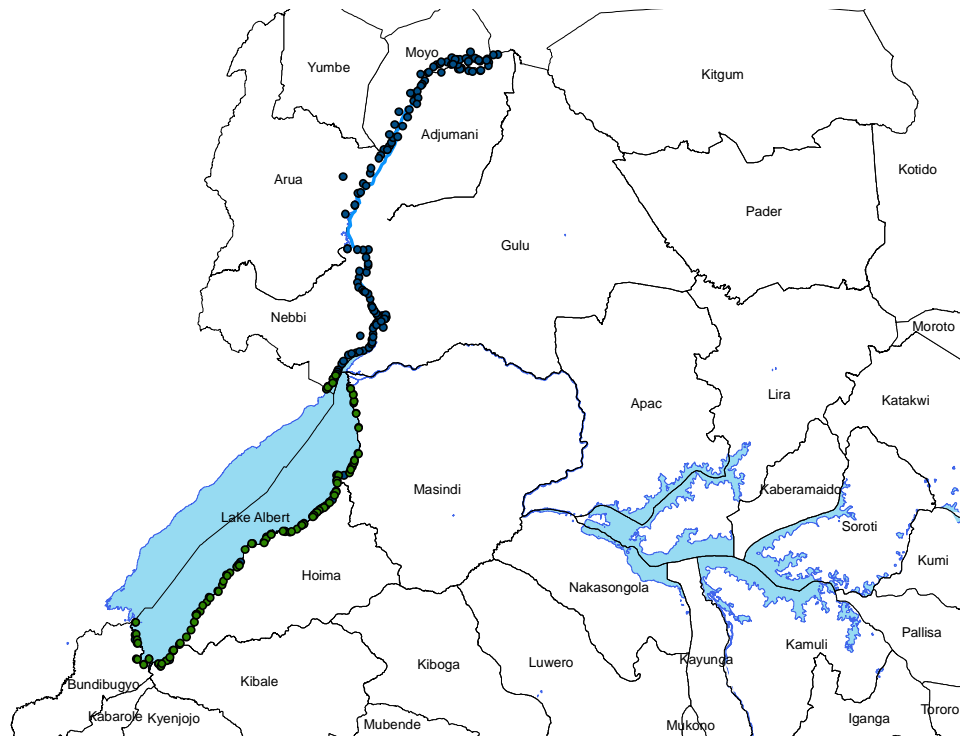 Moyo
Yumbe
Kitgum
Adjumani
Kotido
Arua
Pader
Gulu
Nebbi
Moroto
Lira
Apac
Katakwi
Masindi
Kaberamaido
Lake Albert
Soroti
Kumi
Hoima
Nakasongola
Pallisa
Kamuli
Kayunga
Luwero
Kiboga
Kibale
Bundibugyo
Tororo
Kabarole
Kyenjojo
Iganga
Mubende
Mukono